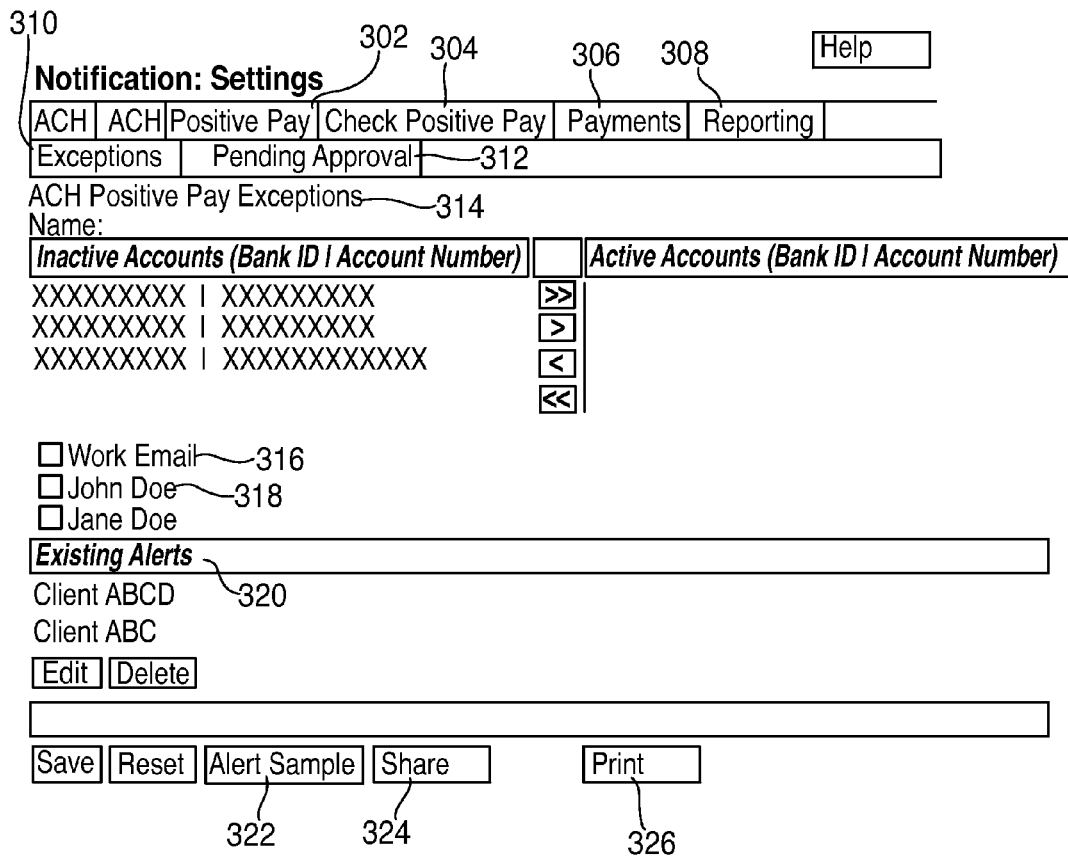 310
302
304
306
308
Help
Notification: Settings
ACH ACH Positive Pay Check Positive Pay Payments Reporting
Exceptions Pending Approval 312
ACH Positive Pay Exceptions 314
Name:
Inactive Accounts (Bank ID | Account Number) Active Accounts (Bank ID | Account Number)
XXXXXXXXX | XXXXXXXXX >>
XXXXXXXXX | XXXXXXXXX >
XXXXXXXXX | XXXXXXXXXXXX <
<<
Work Email 316
John Doe 318
Jane Doe
Existing Alerts
Client ABCD 320
Client ABC
Edit Delete
Save Reset Alert Sample Share Print
322 324 326